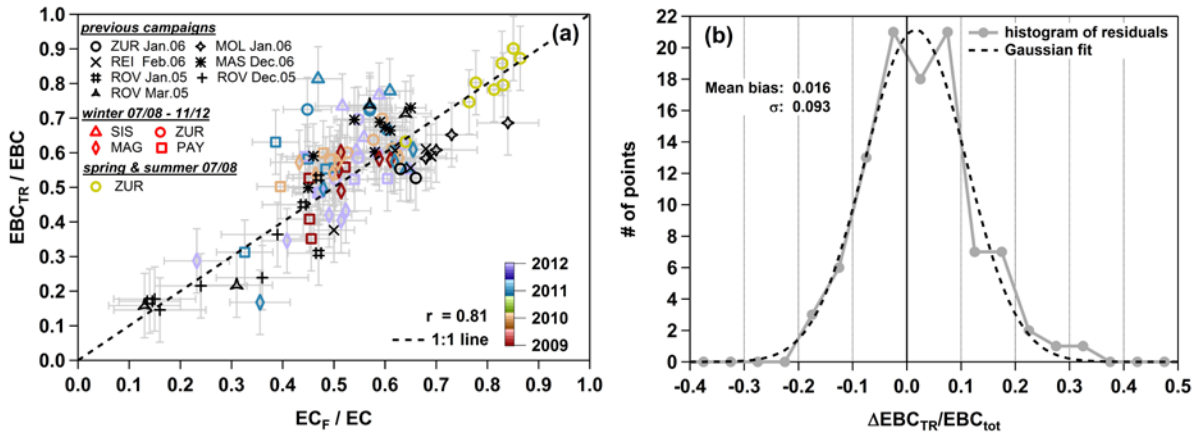 (a)
previous campaigns
ZUR Jan.06 MOL Jan.06
REI Feb.06 MAS Dec.06
ROV Jan.05 ROV Dec.05
ROV Mar.05
winter 07/08 - 11/12
SIS ZUR
MAG PAY
spring & summer 07/08
ZUR
2012
2011
2010
2009
r = 0.81
1:1 line
1.0
0.9
0.8
0.7
0.6
0.5
0.4
0.3
0.2
0.1
0.0
EBC_TR / EBC
0.0 0.1 0.2 0.3 0.4 0.5 0.6 0.7 0.8 0.9 1.0
EC_F / EC
(b)
histogram of residuals
Gaussian fit
Mean bias: 0.016
σ: 0.093
22
20
18
16
14
12
10
8
6
4
2
0
# of points
-0.4 -0.3 -0.2 -0.1 0.0 0.1 0.2 0.3 0.4 0.5
ΔEBC_TR/EBC_tot